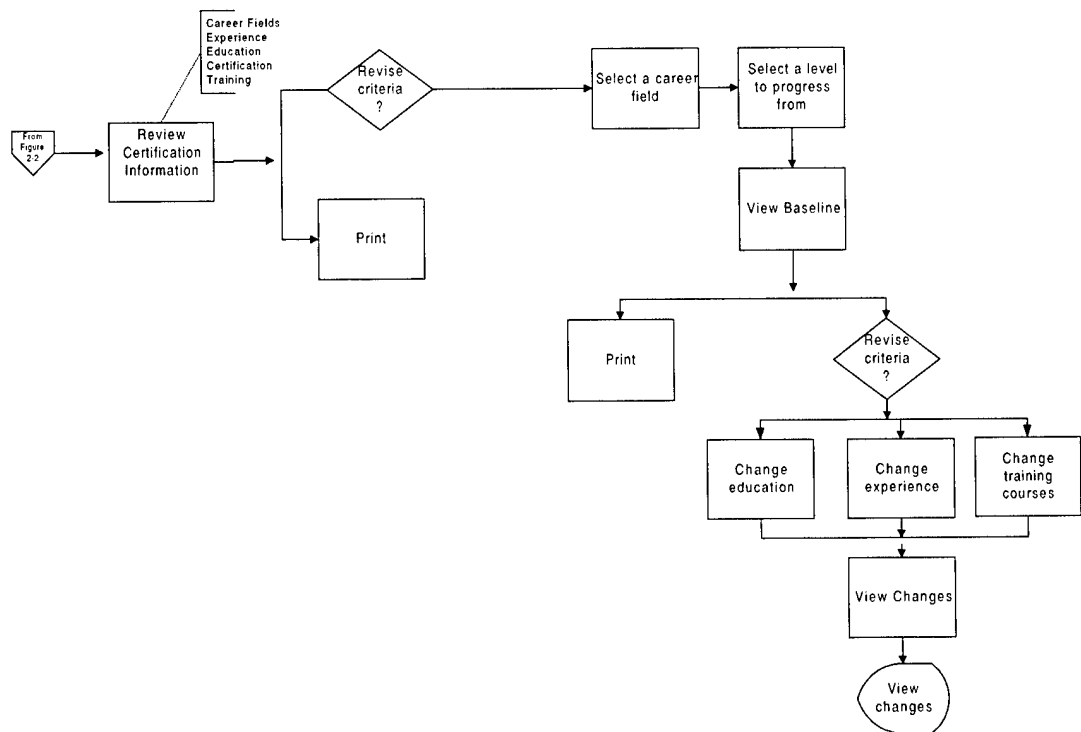 Career Fields
Experience
Education
Certification
Training
From
Figure
2-2
Review
Certification
Information
Revise
criteria
?
Print
Select a career
field
Select a level
to progress
from
View Baseline
Print
Revise
criteria
?
Change
education
Change
experience
Change
training
courses
View Changes
View
changes